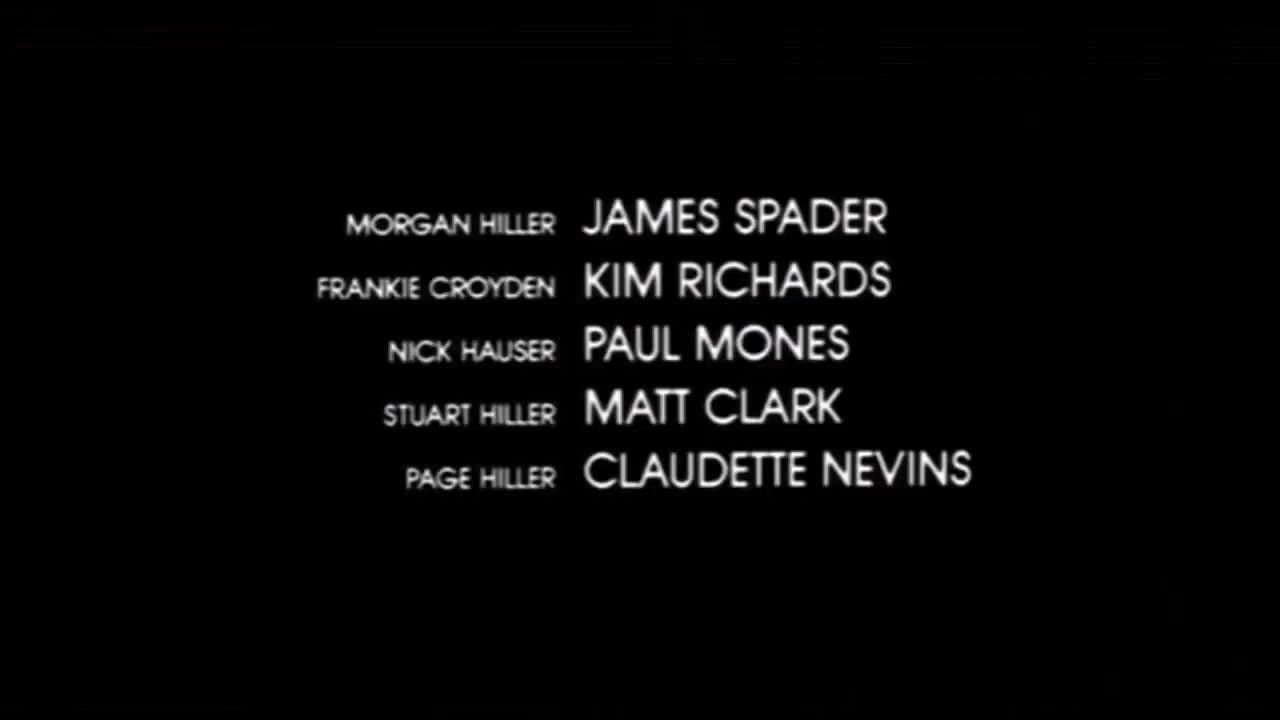 MORGAN HILLER JAMES SPADER
FRANKIE CROYDEN KIM RICHARDS
NICK HAUSER PAUL MONES
STUART HILLER MATT CLARK
PAGE HILLER CLAUDETTE NEVINS